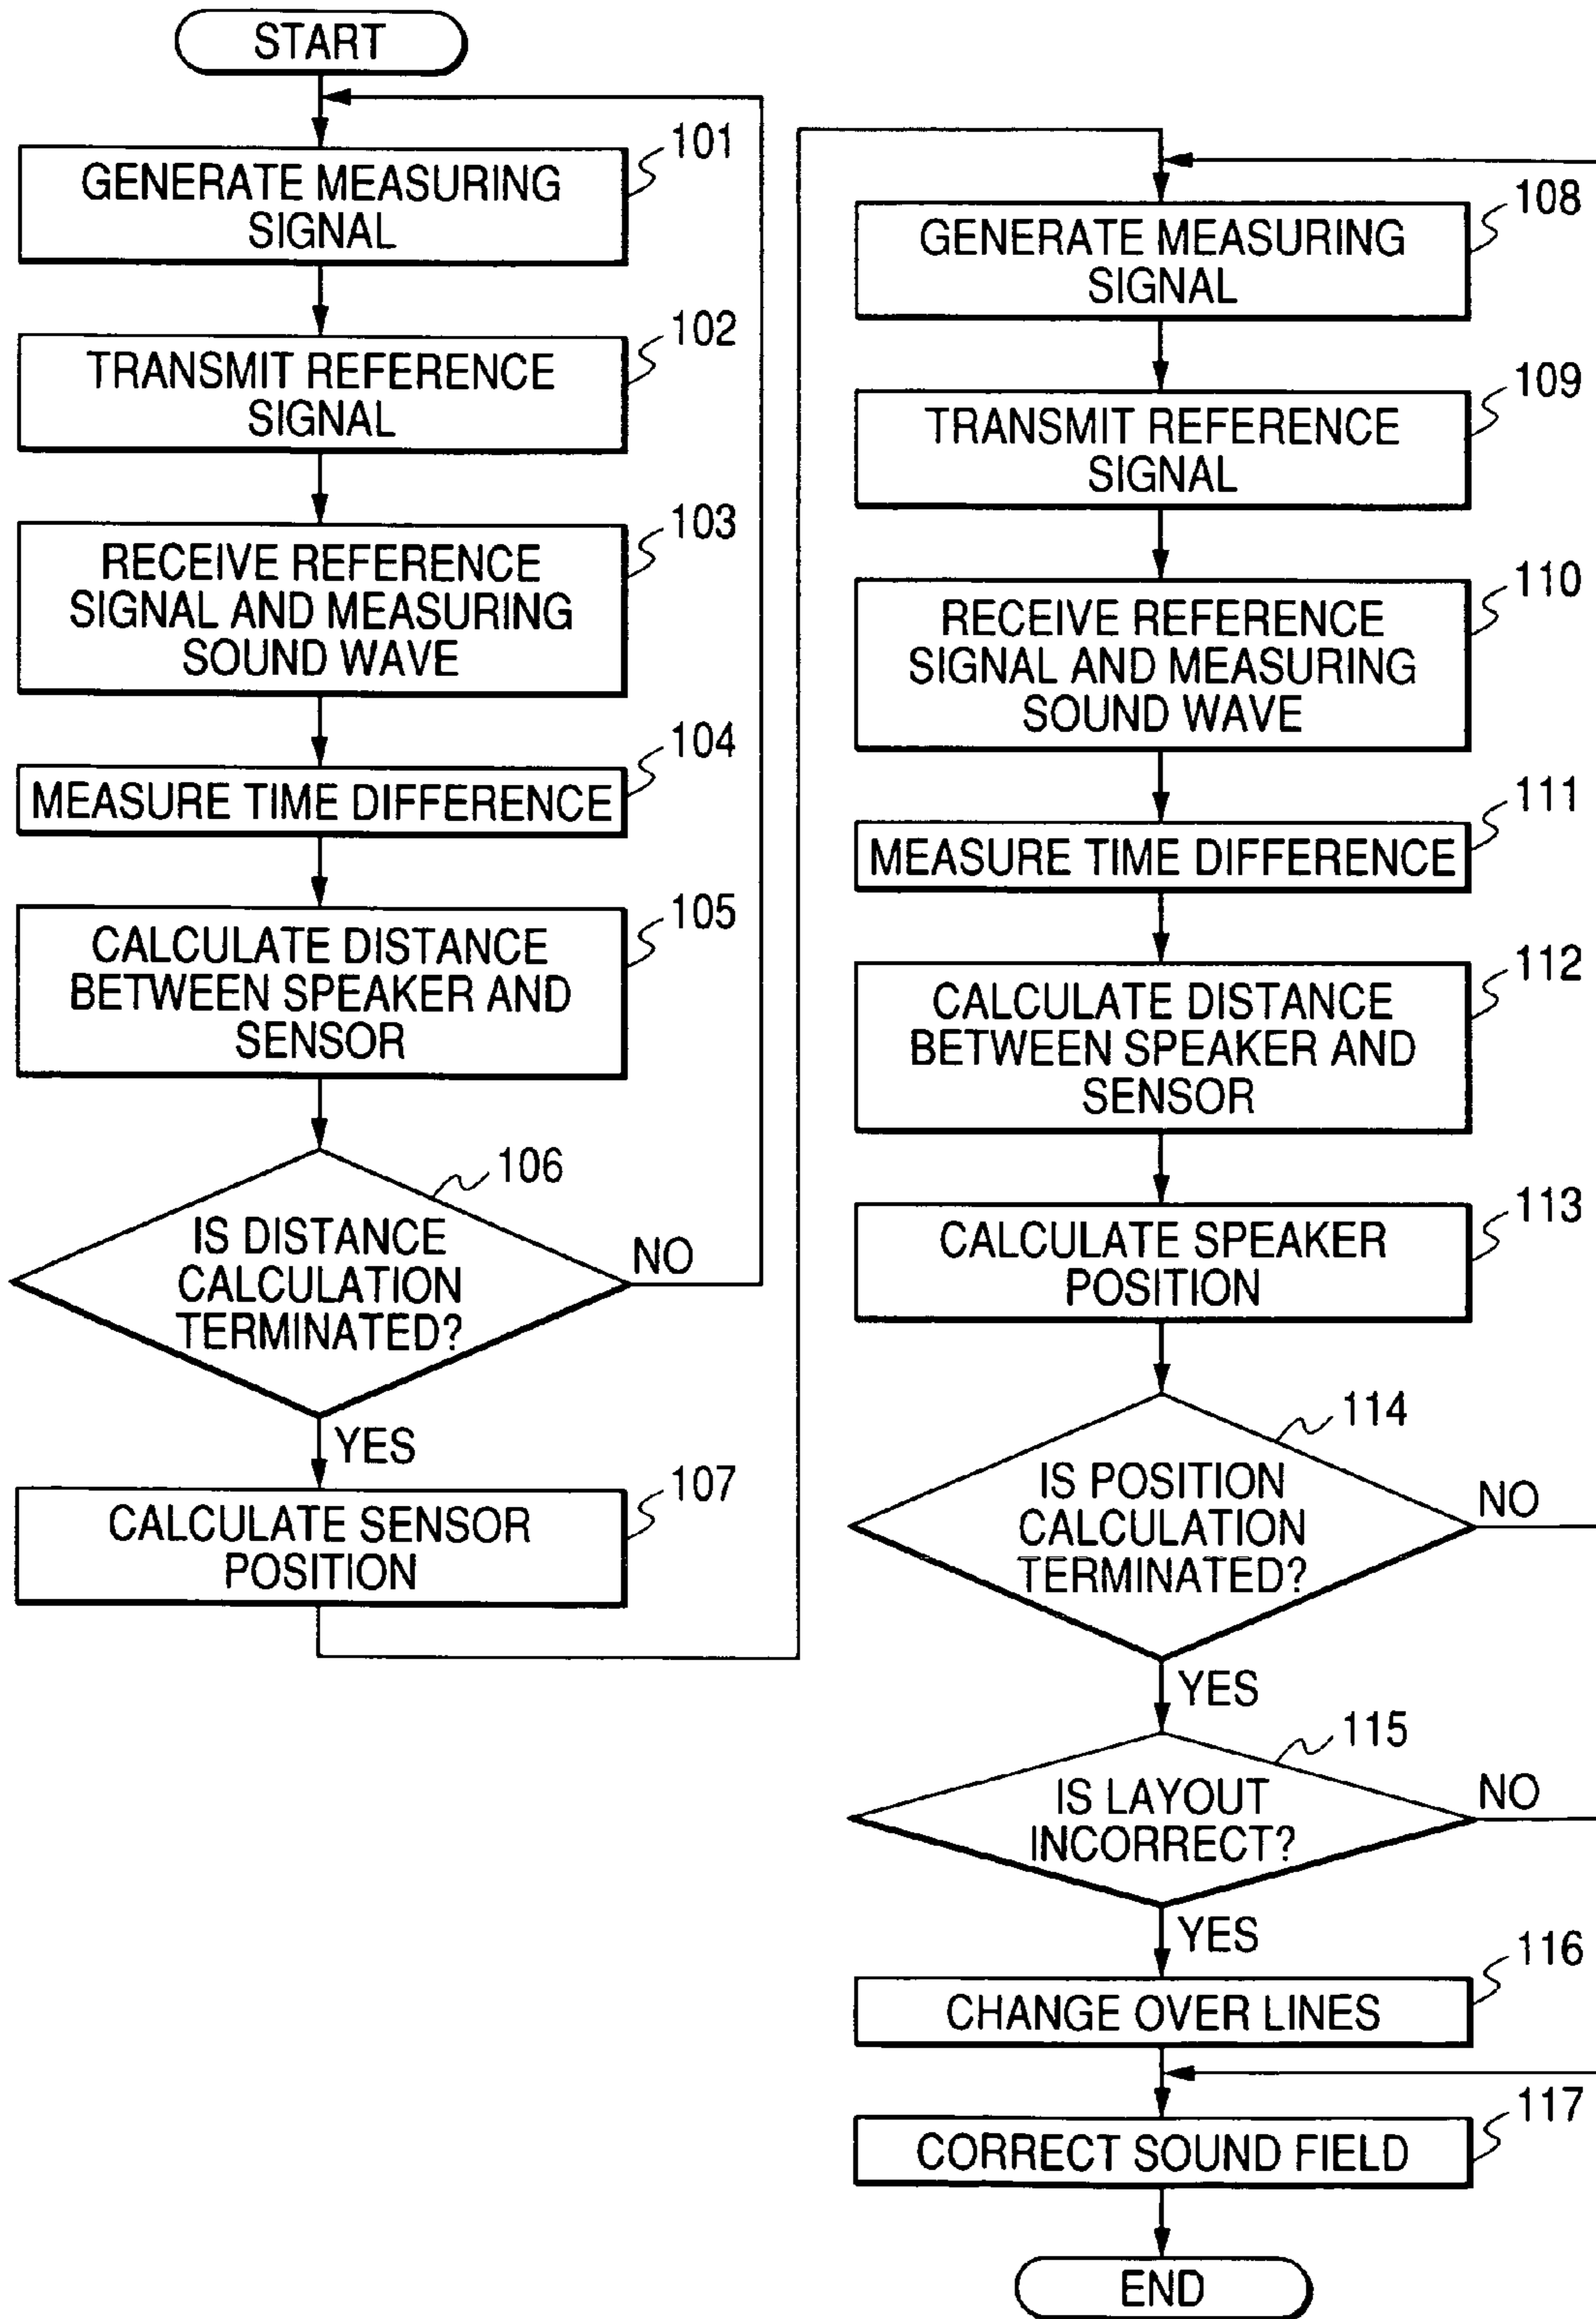 START
GENERATE MEASURING
SIGNAL
101
TRANSMIT REFERENCE
SIGNAL
102
RECEIVE REFERENCE
SIGNAL AND MEASURING
SOUND WAVE
103
MEASURE TIME DIFFERENCE
104
CALCULATE DISTANCE
BETWEEN SPEAKER AND
SENSOR
105
IS DISTANCE
CALCULATION
TERMINATED?
106
NO
YES
CALCULATE SENSOR
POSITION
107
GENERATE MEASURING
SIGNAL
108
TRANSMIT REFERENCE
SIGNAL
109
RECEIVE REFERENCE
SIGNAL AND MEASURING
SOUND WAVE
110
MEASURE TIME DIFFERENCE
111
CALCULATE DISTANCE
BETWEEN SPEAKER AND
SENSOR
112
CALCULATE SPEAKER
POSITION
113
IS POSITION
CALCULATION
TERMINATED?
114
NO
YES
IS LAYOUT
INCORRECT?
115
NO
YES
CHANGE OVER LINES
116
CORRECT SOUND FIELD
117
END